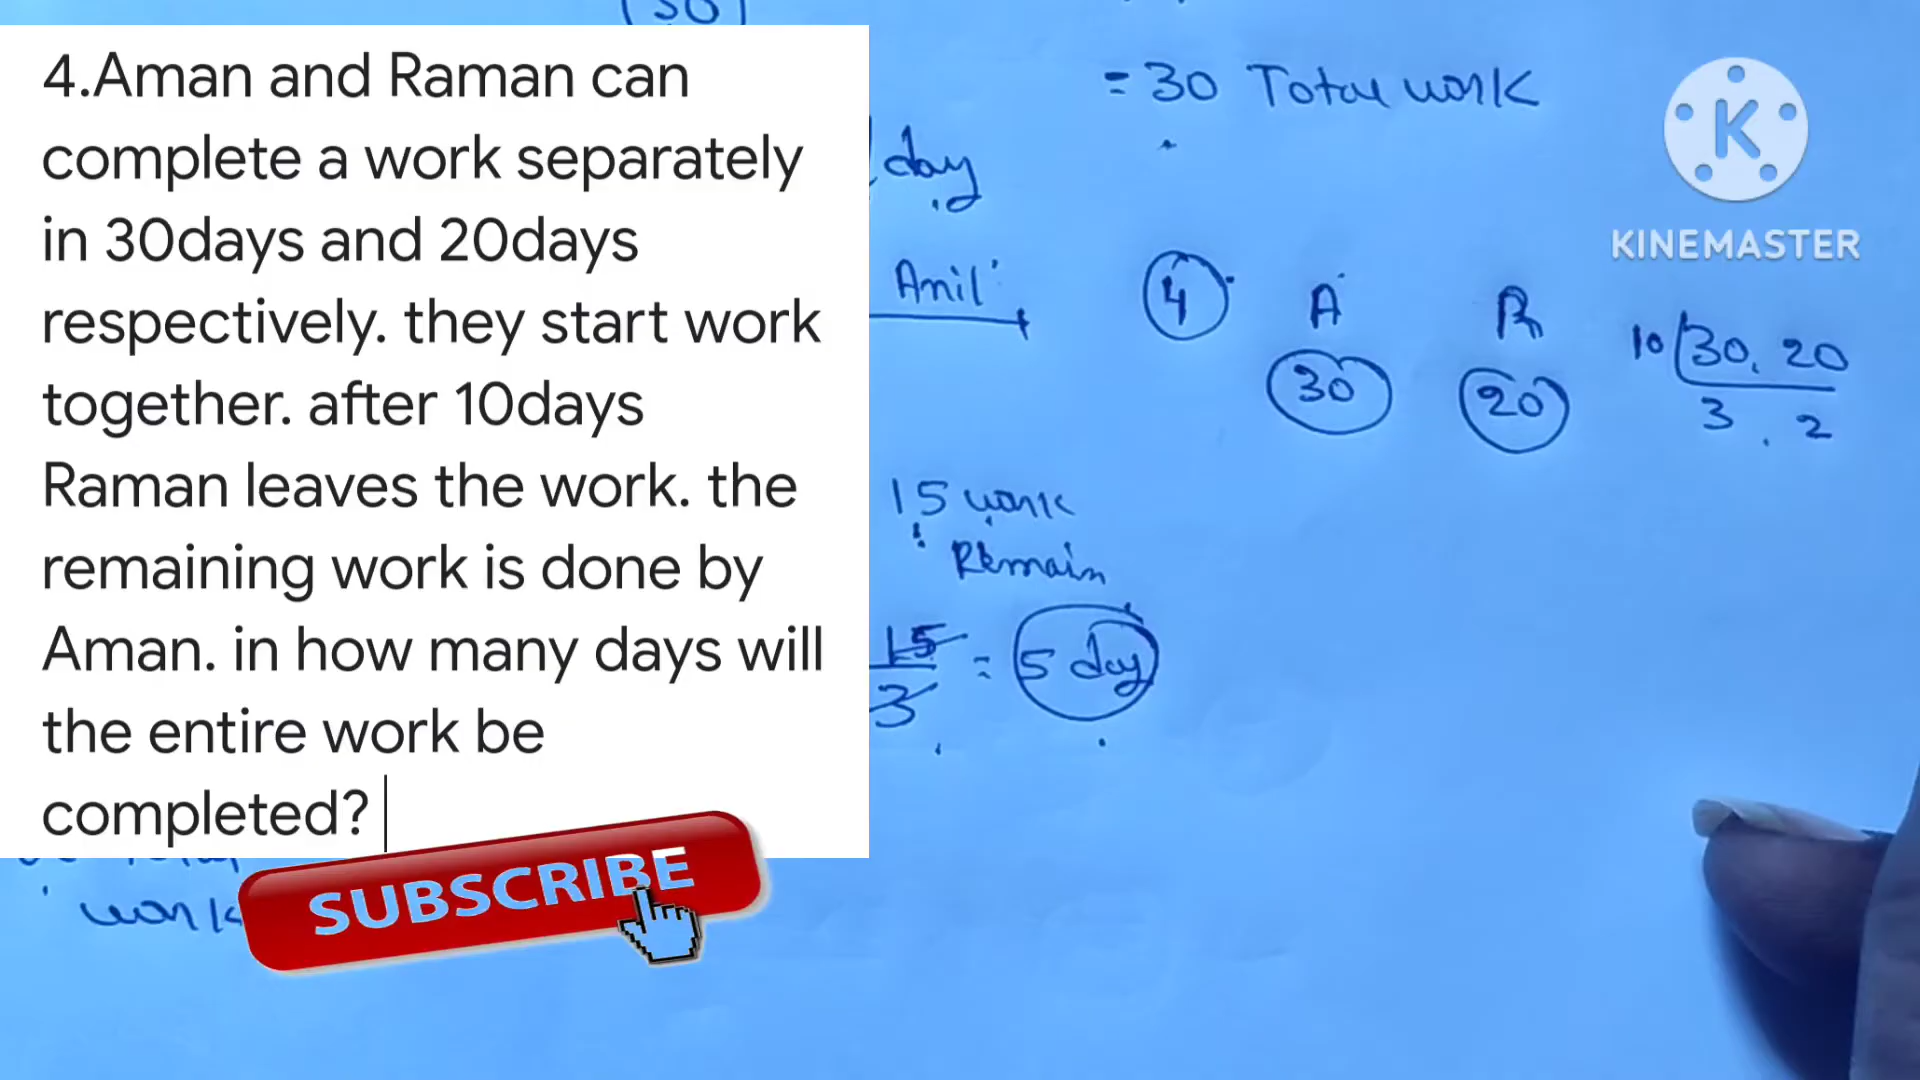 = 30 Total work
4.Aman and Raman can
complete a work separately
in 30days and 20days
respectively. they start work
together. after 10days
Raman leaves the work. the
remaining work is done by
Aman. in how many days will
the entire work be
completed?
day
Anil
4 A R
30 20
10 30, 20
3, 2
15 work
Remain
15
3
= 5 day
work
SUBSCRIBE
K
KINEMASTER